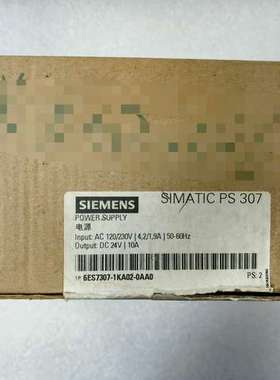 SIEMENS
SIMATIC PS 307
POWER SUPPLY
电源
Input: AC 120/230V | 4,2/1,9A | 50-60Hz
Output: DC 24V | 10A
1P 6ES7307-1KA02-0AA0
PS: 2